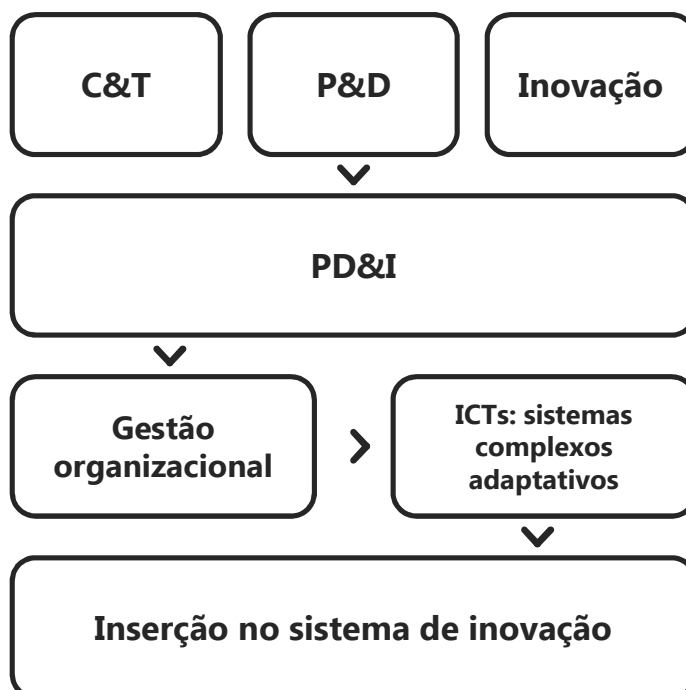 C&T
P&D
Inovação
PD&I
Gestão
organizacional
ICTs: sistemas
complexos
adaptativos
Inserção no sistema de inovação